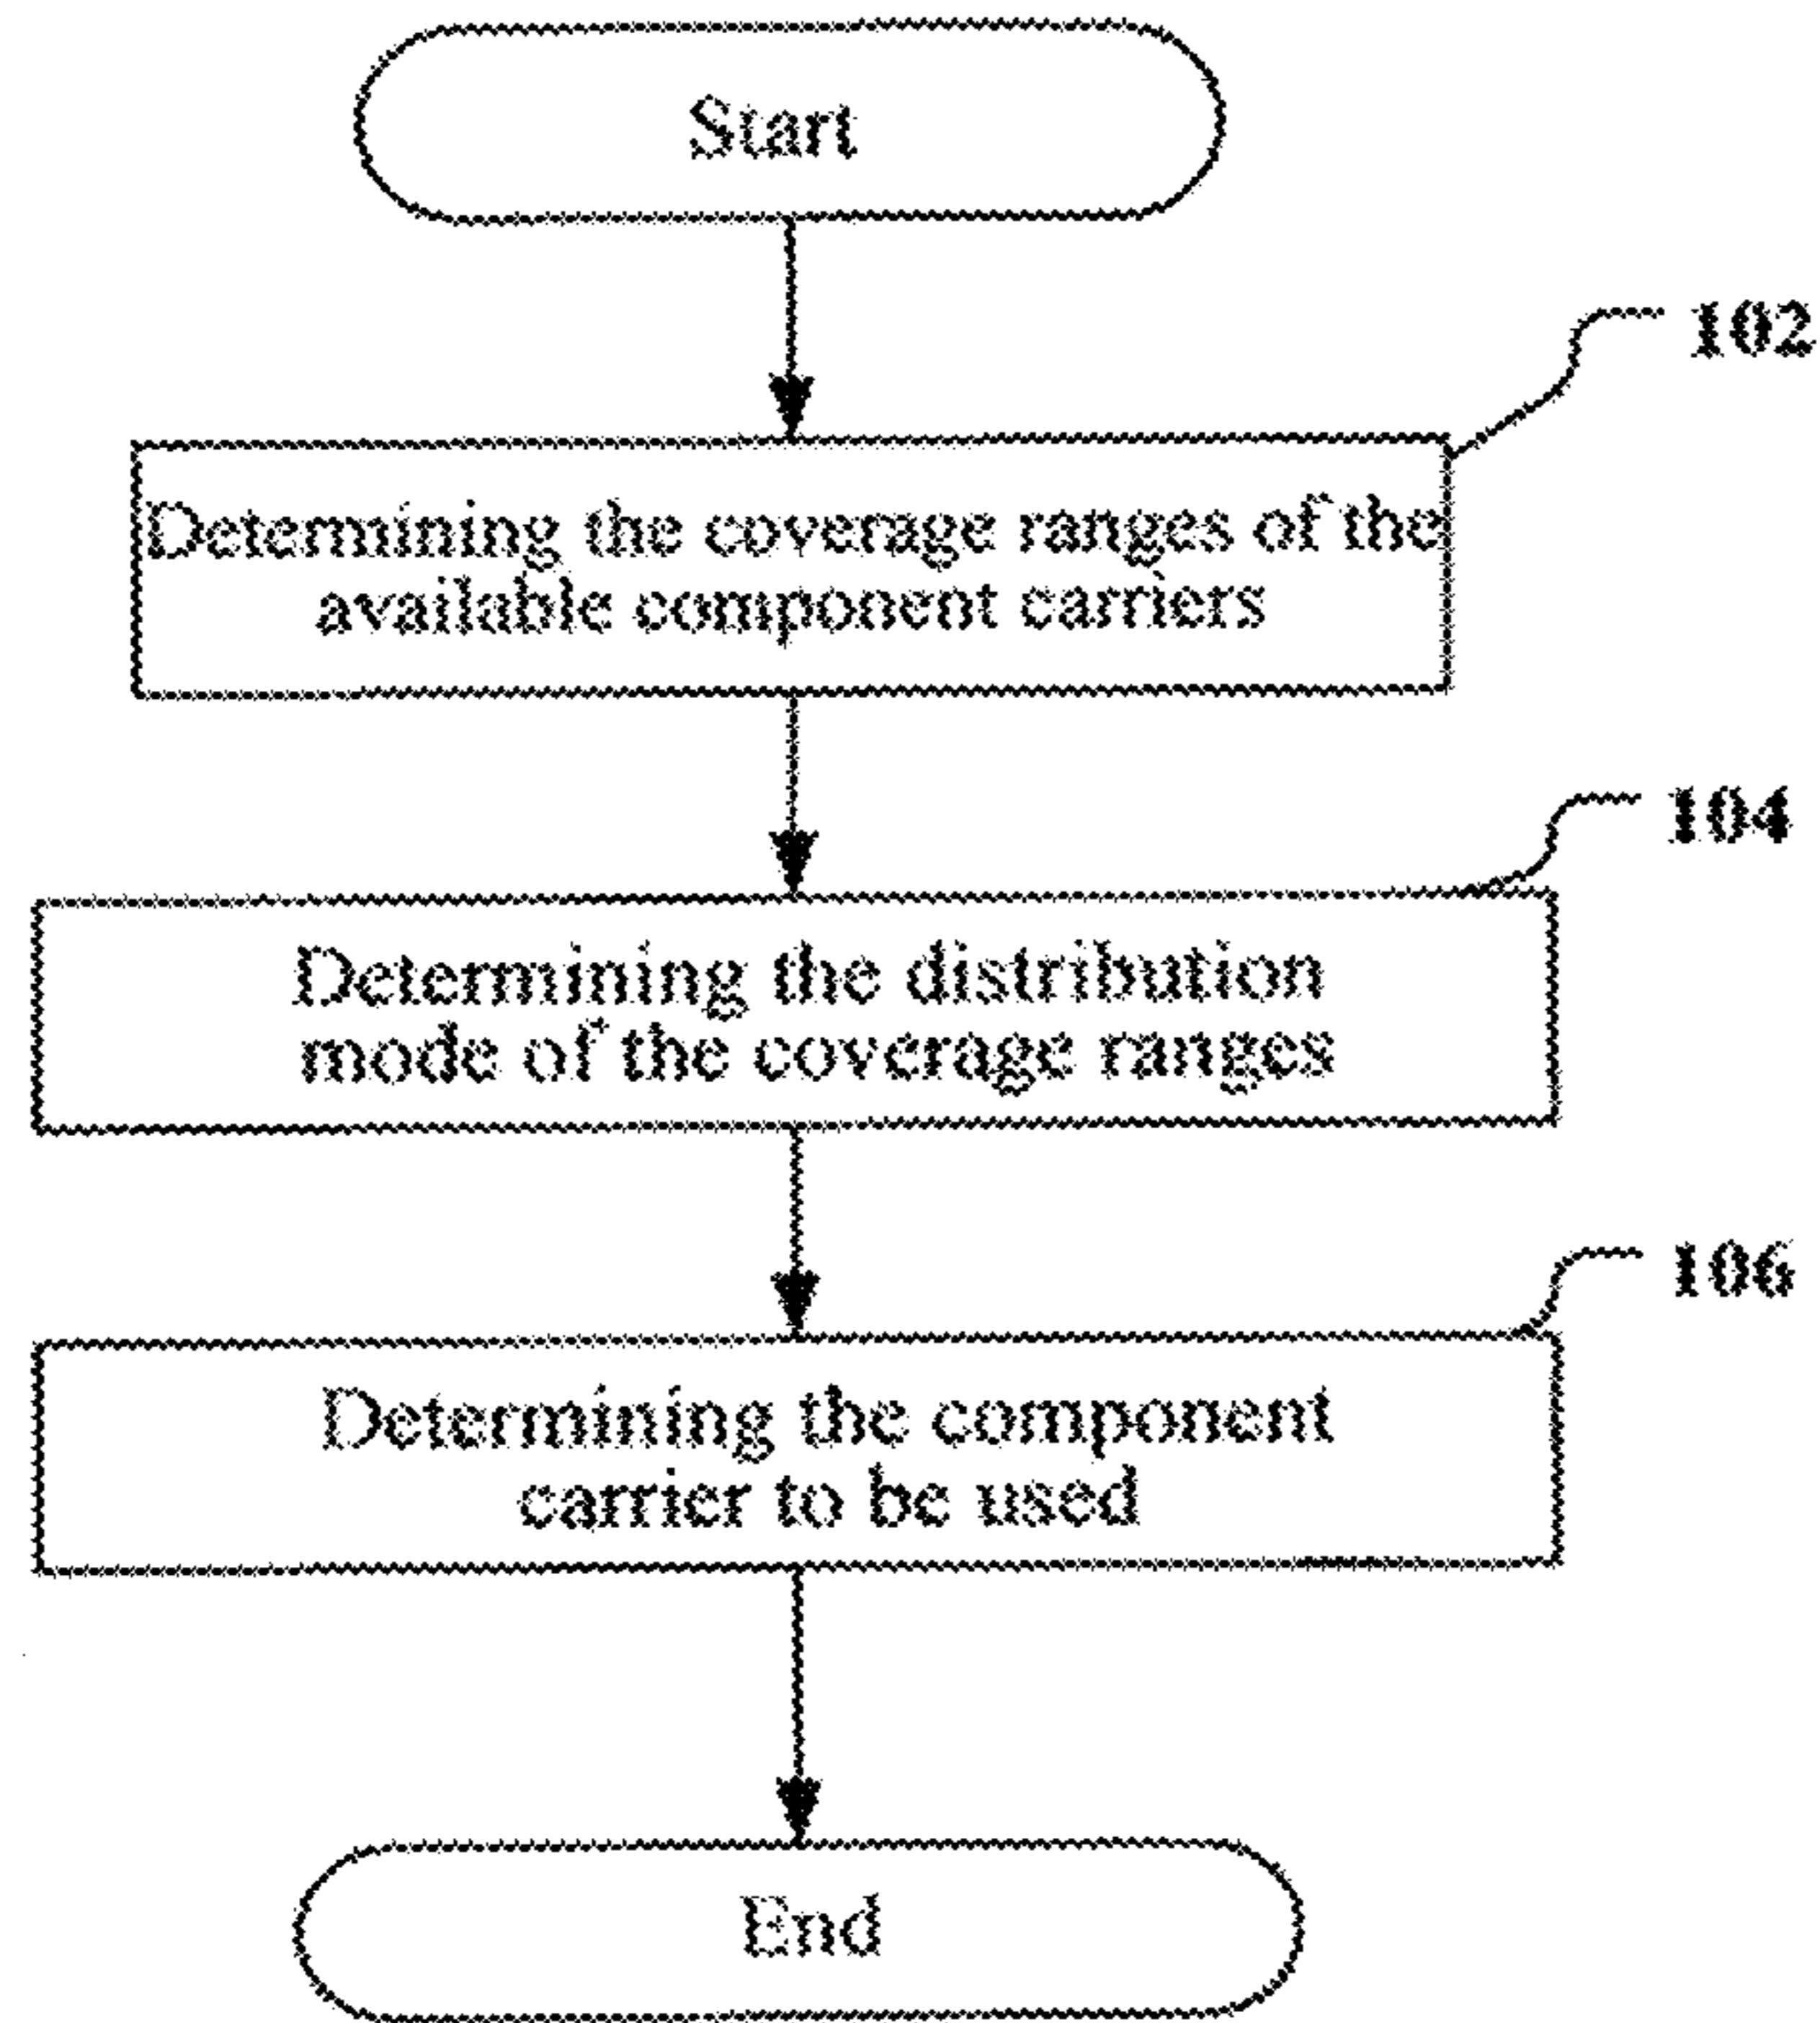 Start
102
Determining the coverage ranges of the
available component carriers
104
Determining the distribution
mode of the coverage ranges
106
Determining the component
carrier to be used
End